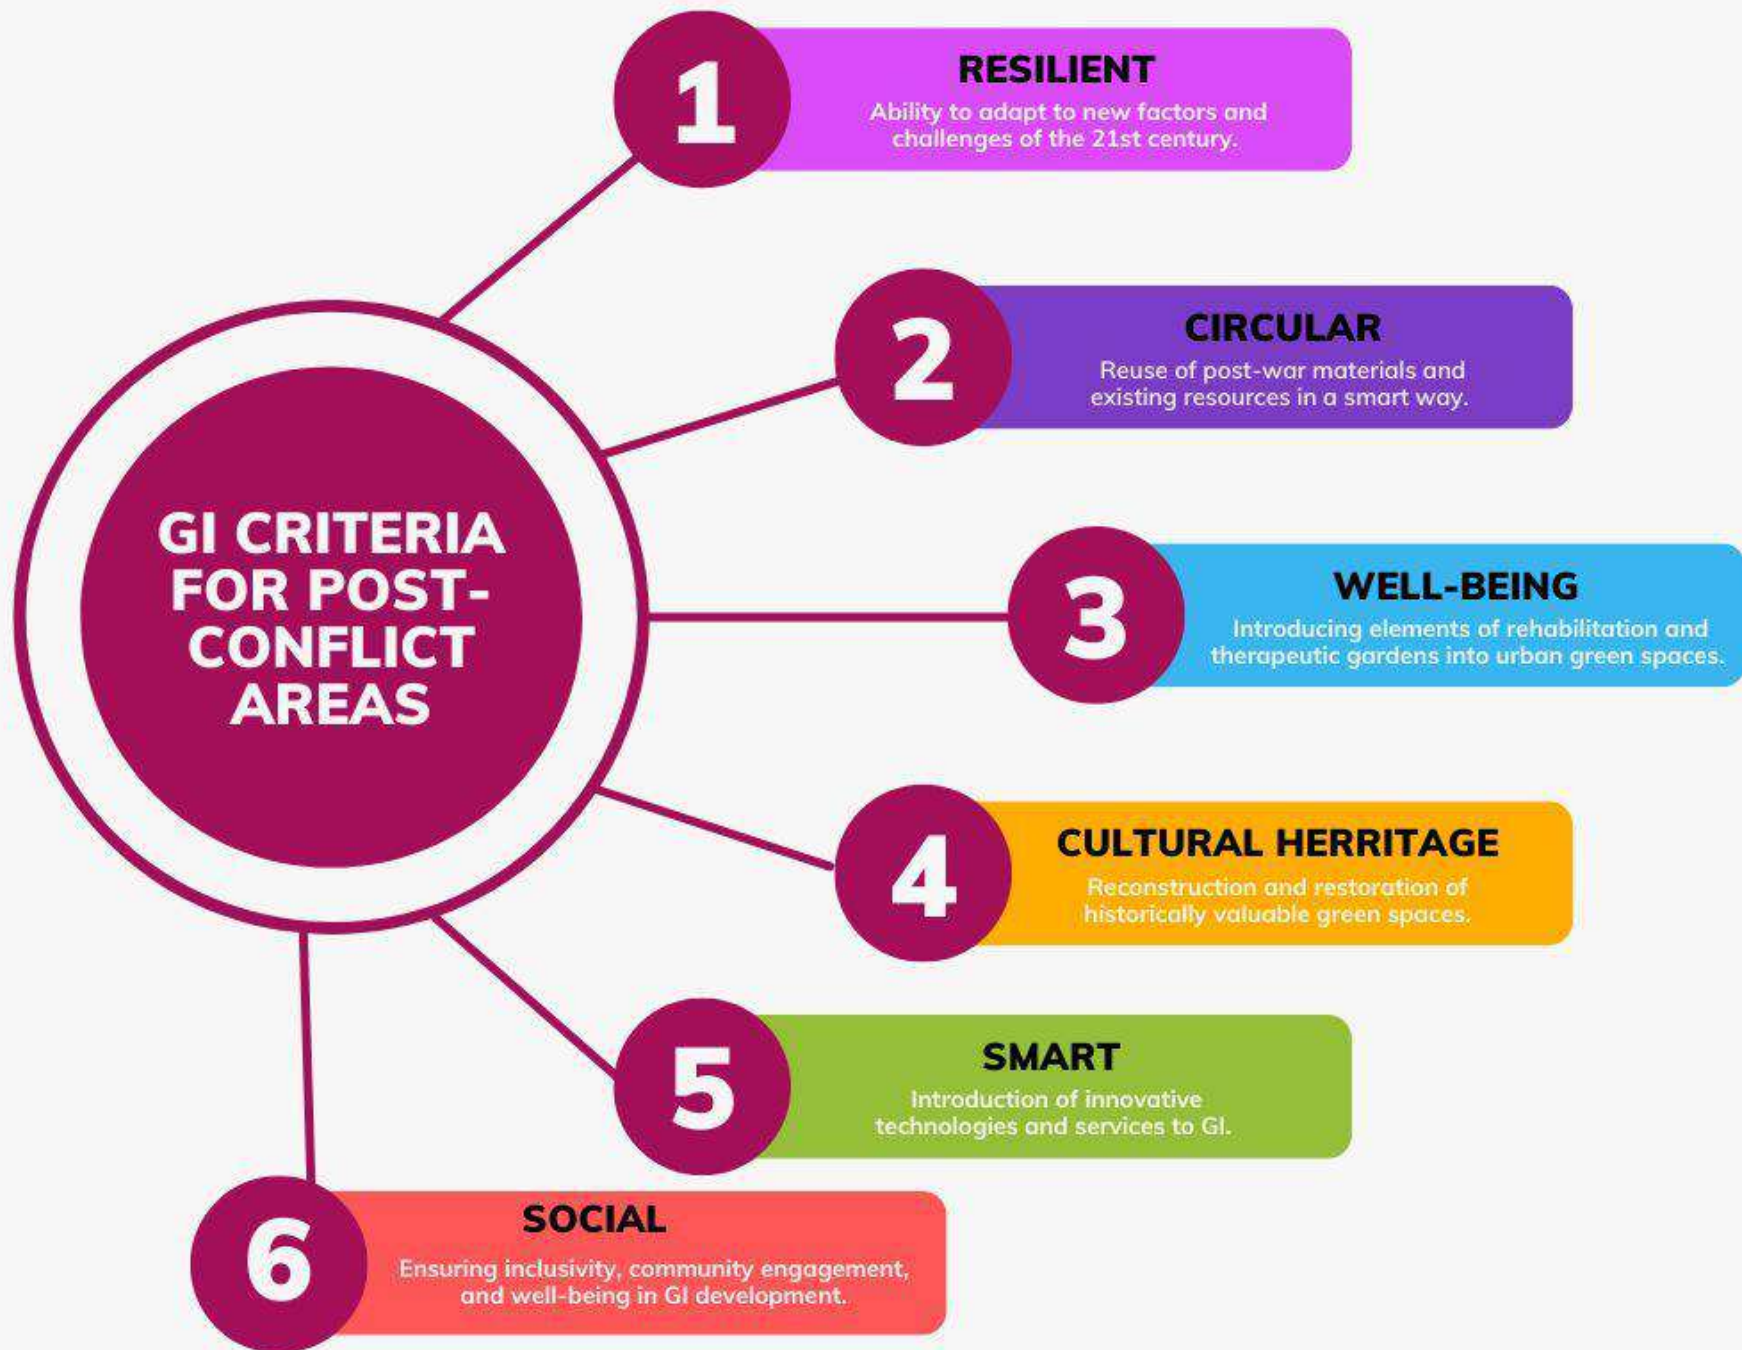 GI CRITERIA
FOR POST-
CONFLICT
AREAS
1
RESILIENT
Ability to adapt to new factors and
challenges of the 21st century.
2
CIRCULAR
Reuse of post-war materials and
existing resources in a smart way.
3
WELL-BEING
Introducing elements of rehabilitation and
therapeutic gardens into urban green spaces.
4
CULTURAL HERRITAGE
Reconstruction and restoration of
historically valuable green spaces.
5
SMART
Introduction of innovative
technologies and services to GI.
6
SOCIAL
Ensuring inclusivity, community engagement,
and well-being in GI development.